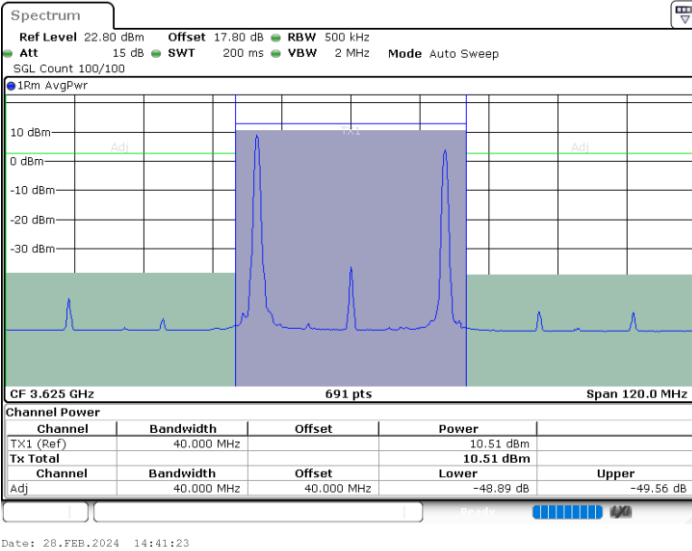 Spectrum
Ref Level 22.80 dBm Offset 17.80 dB RBW 500 kHz
Att 15 dB SWT 200 ms VBW 2 MHz Mode Auto Sweep
SGL Count 100/100
1Rm AvgPwr
TX1
10 dBm
Adj Adj
0 dBm
-10 dBm
-20 dBm
-30 dBm
CF 3.625 GHz 691 pts Span 120.0 MHz
Channel Power
Channel Bandwidth Offset Power
TX1 (Ref) 40.000 MHz 10.51 dBm
Tx Total 10.51 dBm
Channel Bandwidth Offset Lower Upper
Adj 40.000 MHz 40.000 MHz -48.89 dB -49.56 dB
Ready
Date: 28.FEB.2024 14:41:23